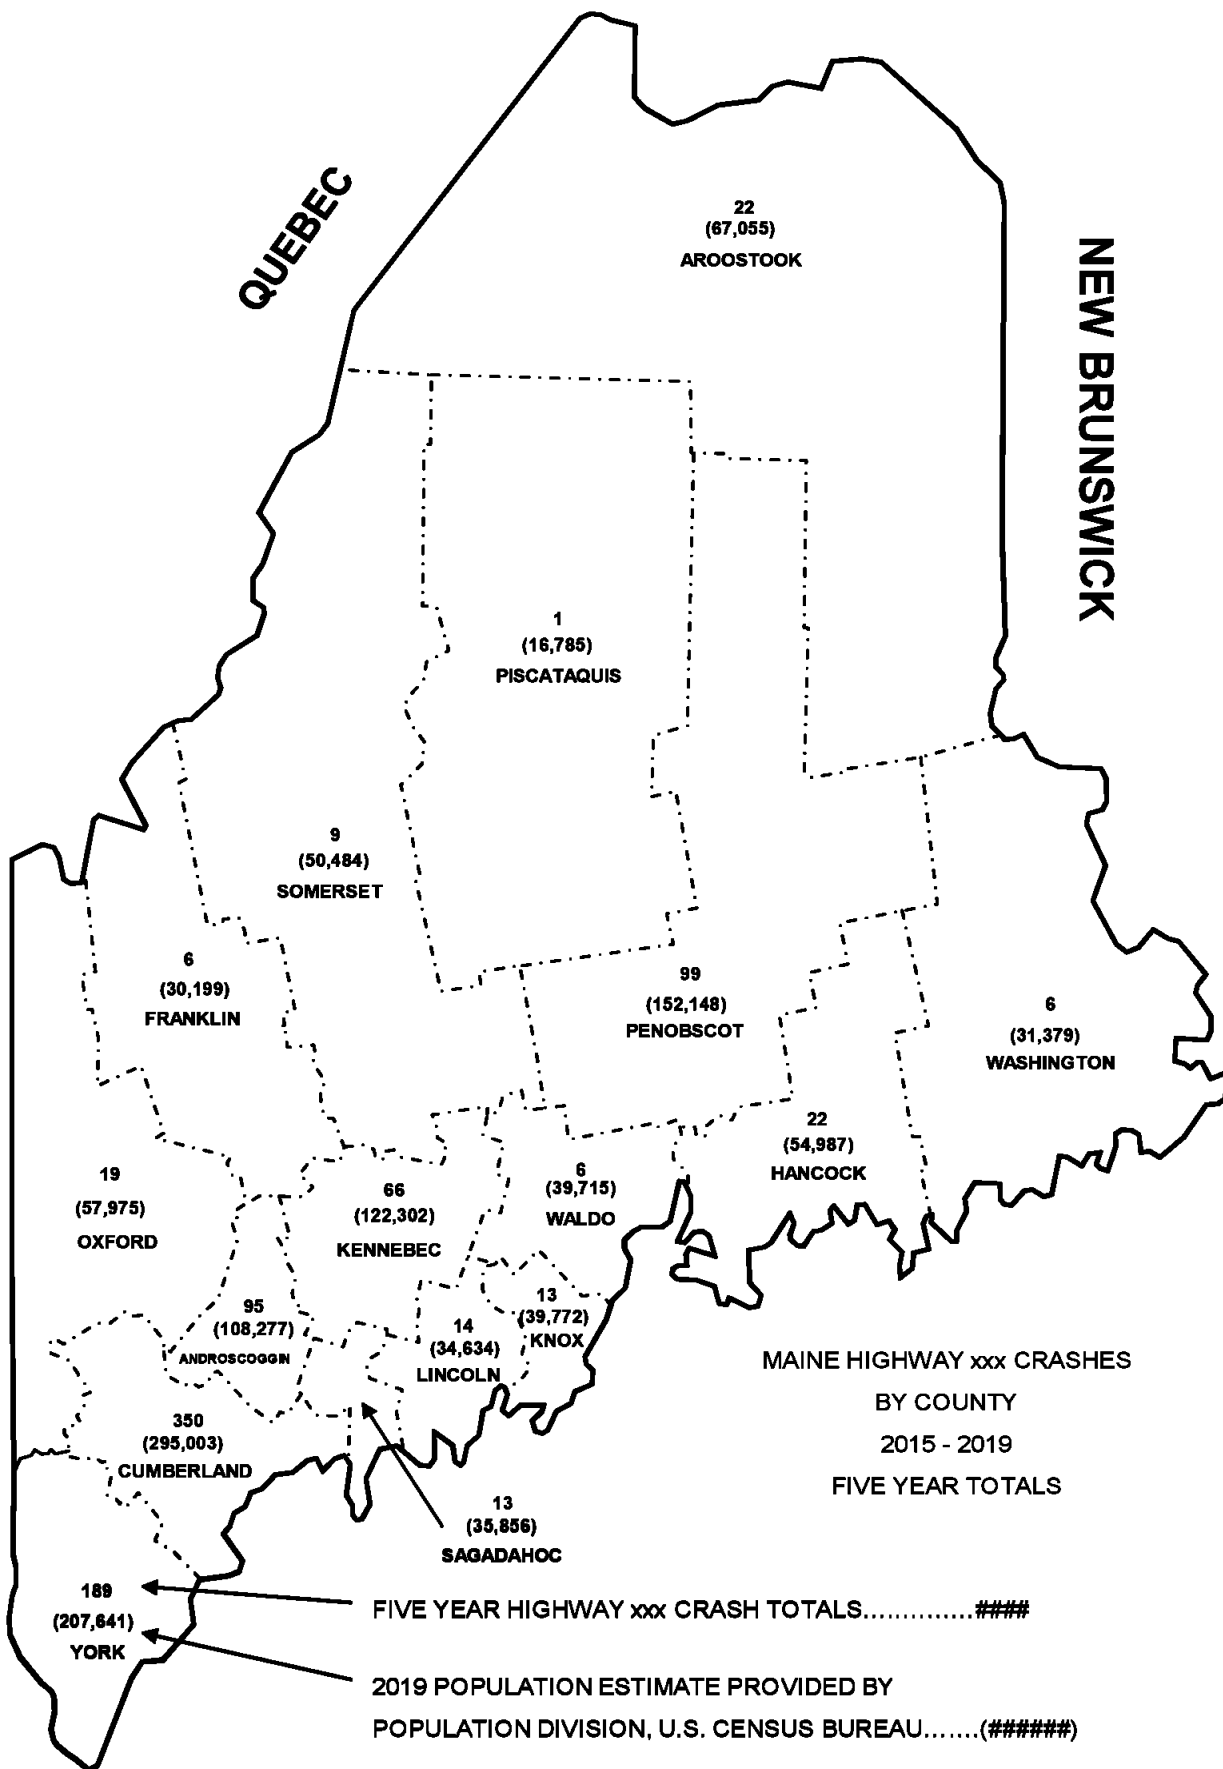 QUEBEC
NEW BRUNSWICK
22
(67,055)
AROOSTOOK
1
(16,785)
PISCATAQUIS
9
(50,484)
SOMERSET
6
(30,199)
FRANKLIN
99
(152,148)
PENOBSCOT
6
(31,379)
WASHINGTON
22
(54,987)
HANCOCK
19
(57,975)
OXFORD
66
(122,302)
KENNEBEC
6
(39,715)
WALDO
95
(108,277)
ANDROSCOGGIN
14
(34,634)
LINCOLN
13
(39,772)
KNOX
350
(295,003)
CUMBERLAND
13
(35,856)
SAGADAHOC
189
(207,641)
YORK
MAINE HIGHWAY xxx CRASHES
BY COUNTY
2015 - 2019
FIVE YEAR TOTALS
FIVE YEAR HIGHWAY xxx CRASH TOTALS..............####
2019 POPULATION ESTIMATE PROVIDED BY
POPULATION DIVISION, U.S. CENSUS BUREAU.......(######)